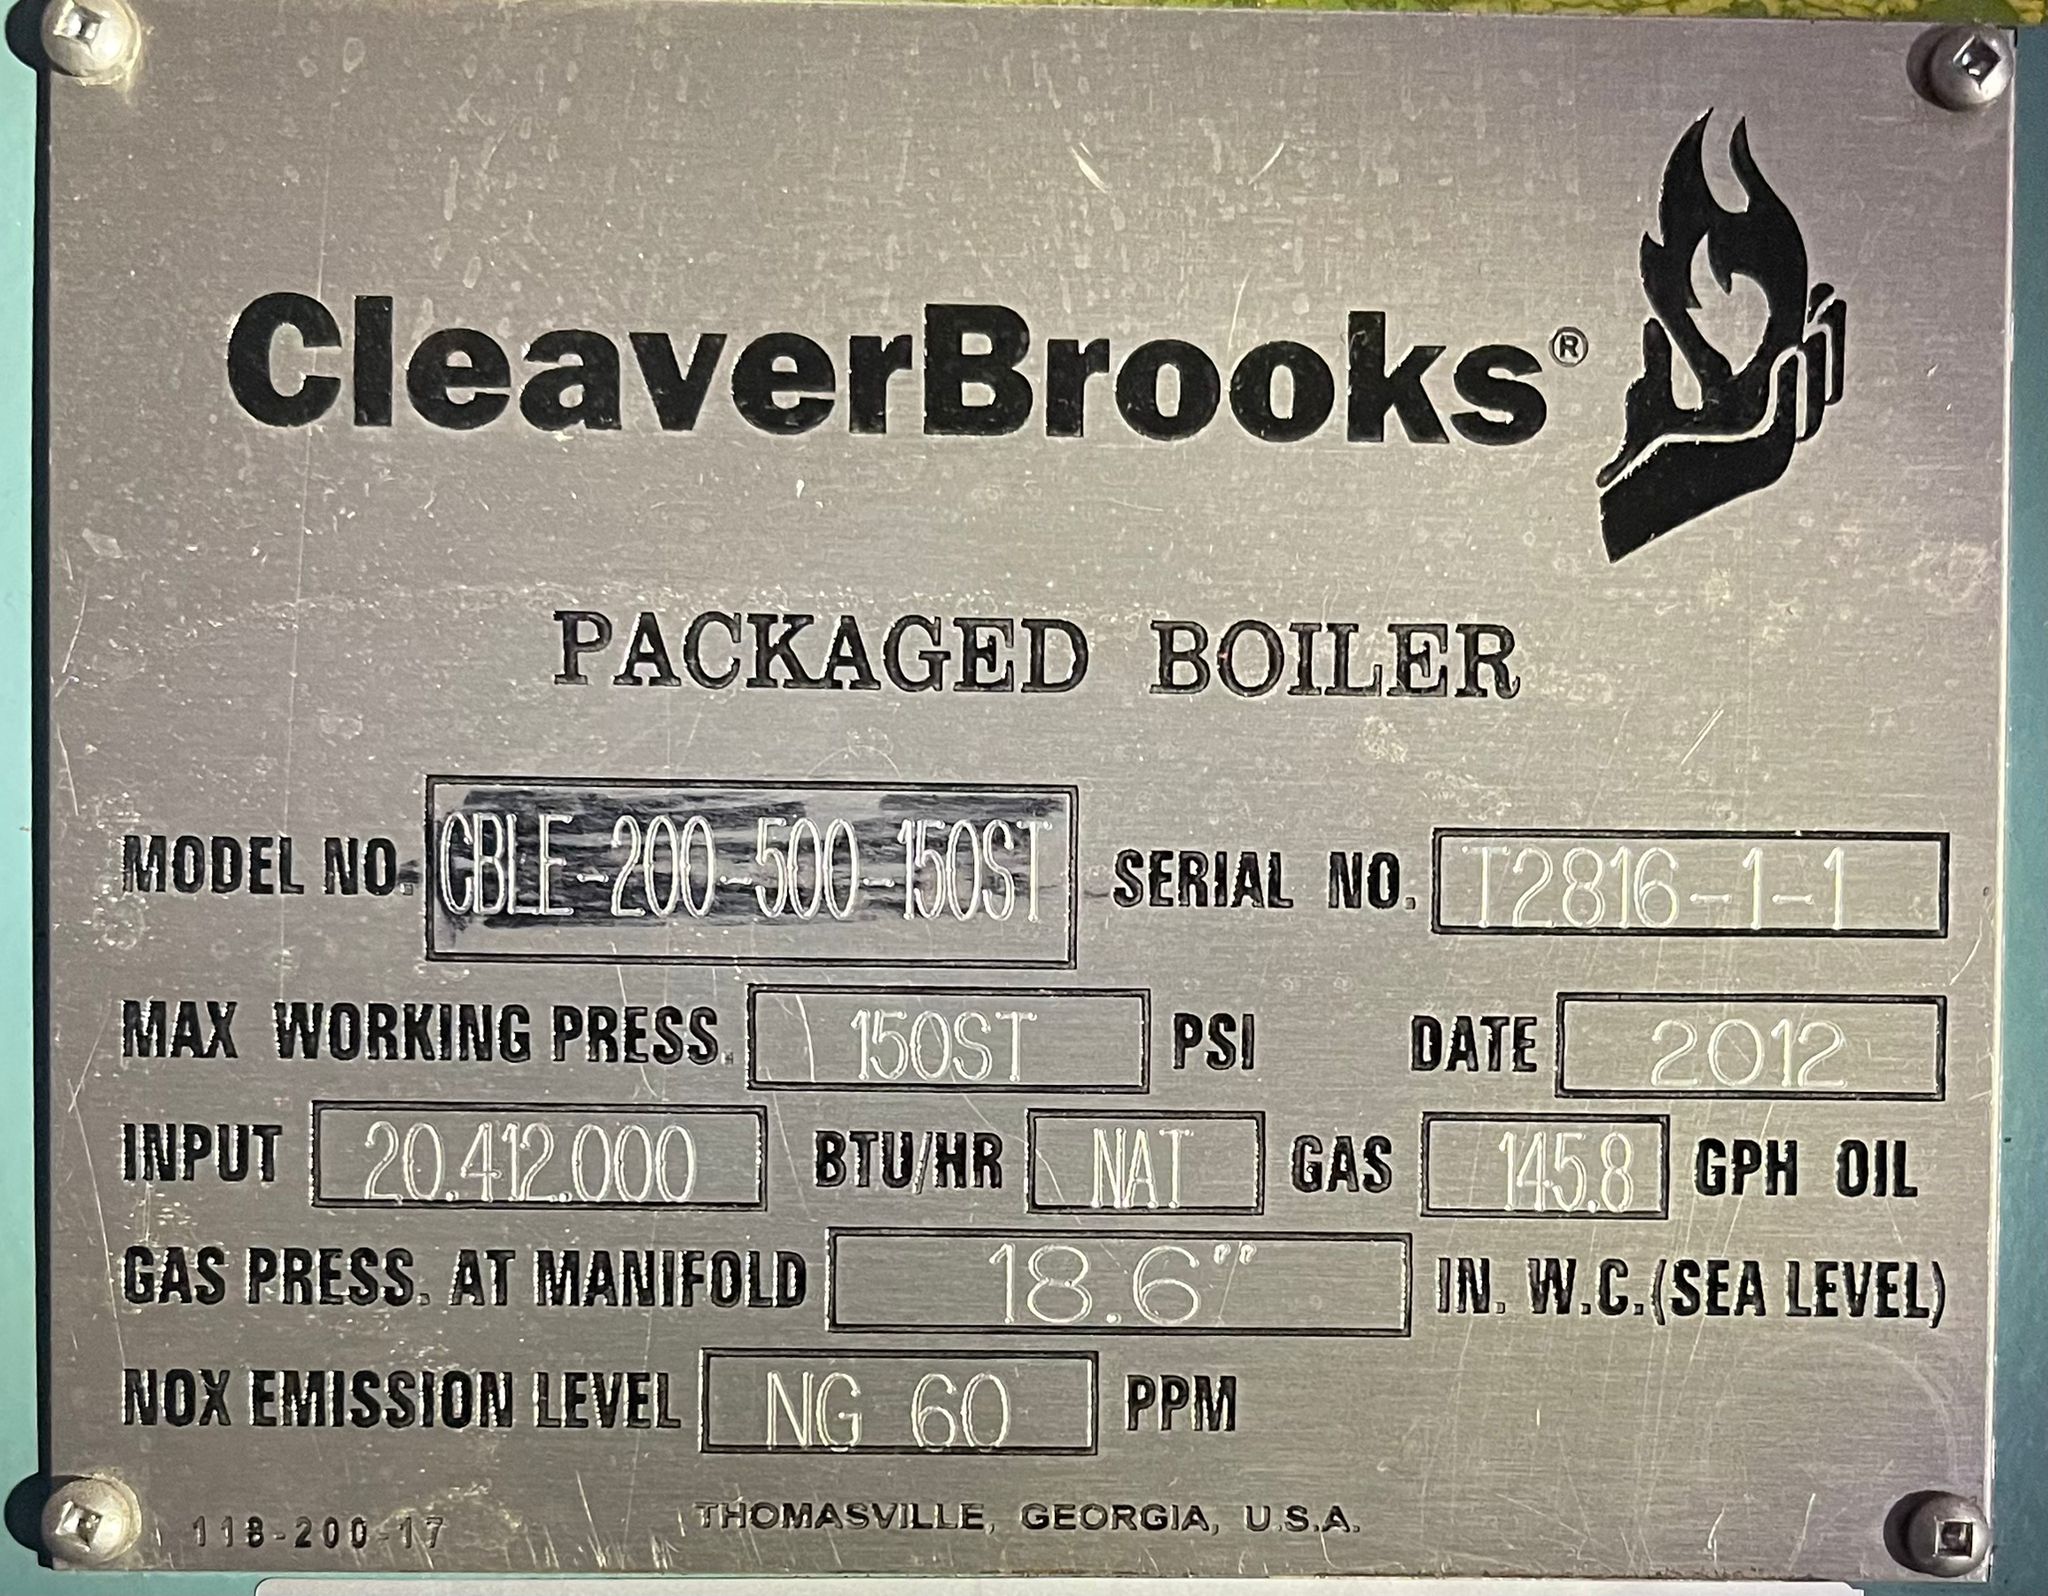 CleaverBrooks®
PACKAGED BOILER
MODEL NO. CBLE-200-500-150ST SERIAL NO. T2816-1-1
MAX WORKING PRESS. 150ST PSI DATE 2012
INPUT 20.412.000 BTU/HR NAT GAS 145.8 GPH OIL
GAS PRESS. AT MANIFOLD 18.6" IN. W.C.(SEA LEVEL)
NOX EMISSION LEVEL NG 60 PPM
118-200-17 THOMASVILLE, GEORGIA, U.S.A.